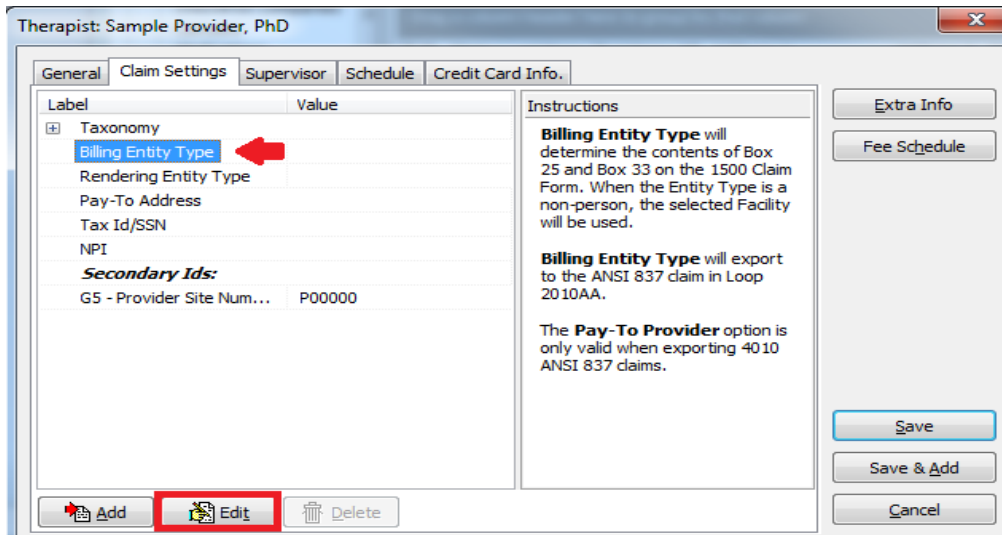 Therapist: Sample Provider, PhD
General Claim Settings Supervisor Schedule Credit Card Info.
Label Value
Taxonomy
Billing Entity Type
Rendering Entity Type
Pay-To Address
Tax Id/SSN
NPI
Secondary Ids:
G5 - Provider Site Num... P00000
Instructions
Billing Entity Type will
determine the contents of Box
25 and Box 33 on the 1500 Claim
Form. When the Entity Type is a
non-person, the selected Facility
will be used.
Billing Entity Type will export
to the ANSI 837 claim in Loop
2010AA.
The Pay-To Provider option is
only valid when exporting 4010
ANSI 837 claims.
Extra Info
Fee Schedule
Save
Save & Add
Cancel
Add Edit Delete